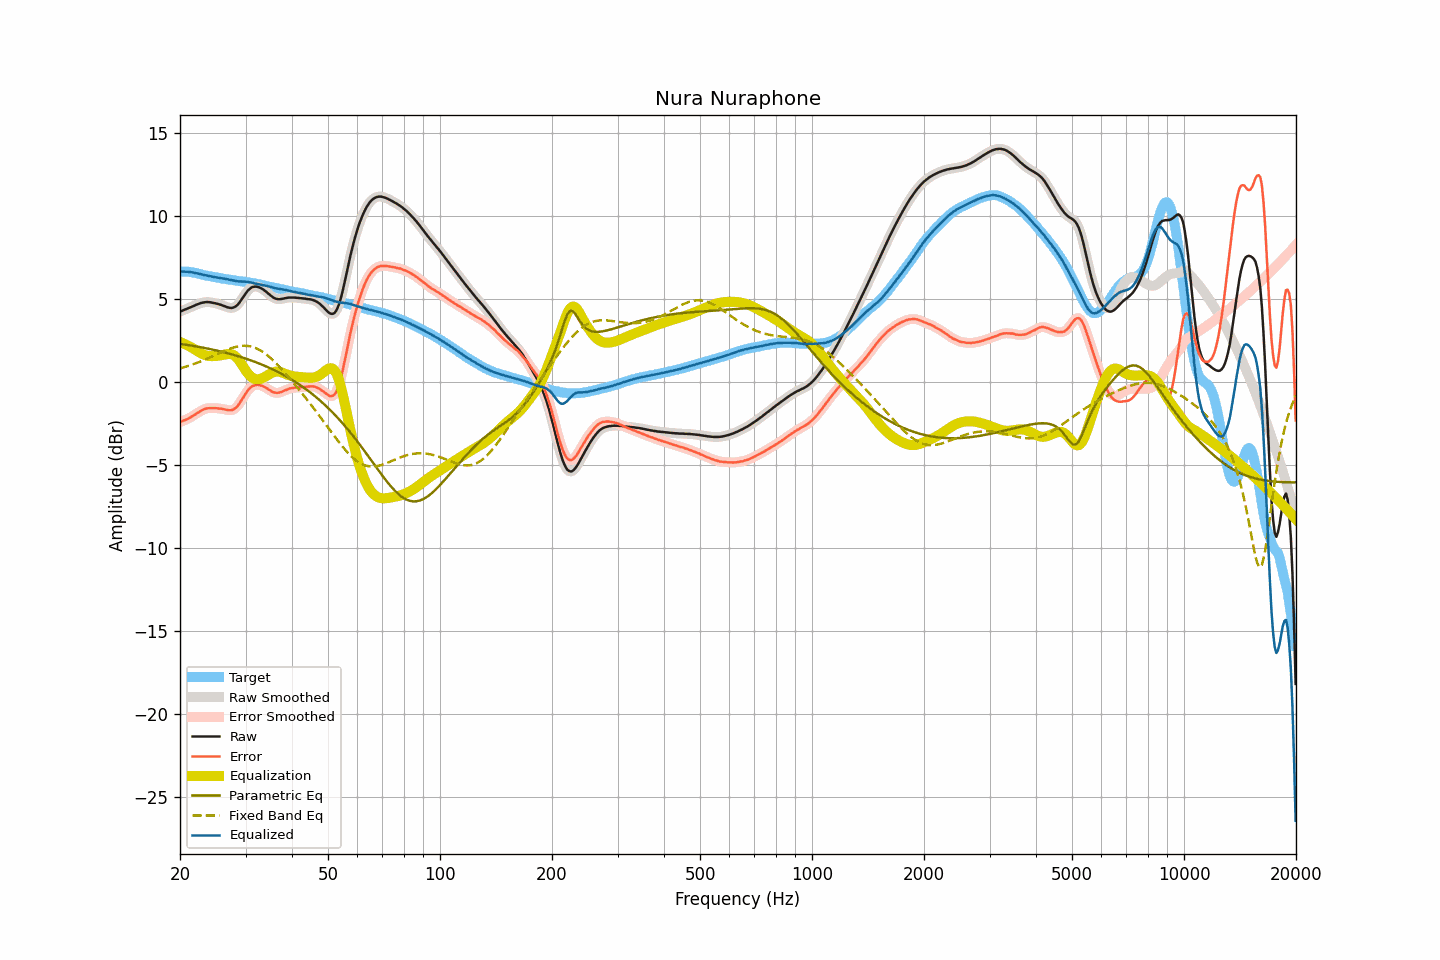 Nura Nuraphone
Amplitude (dBr)
15
10
5
0
−5
−10
−15
−20
−25
Target
Raw Smoothed
Error Smoothed
Raw
Error
Equalization
Parametric Eq
Fixed Band Eq
Equalized
20 50 100 200 500 1000 2000 5000 10000 20000
Frequency (Hz)